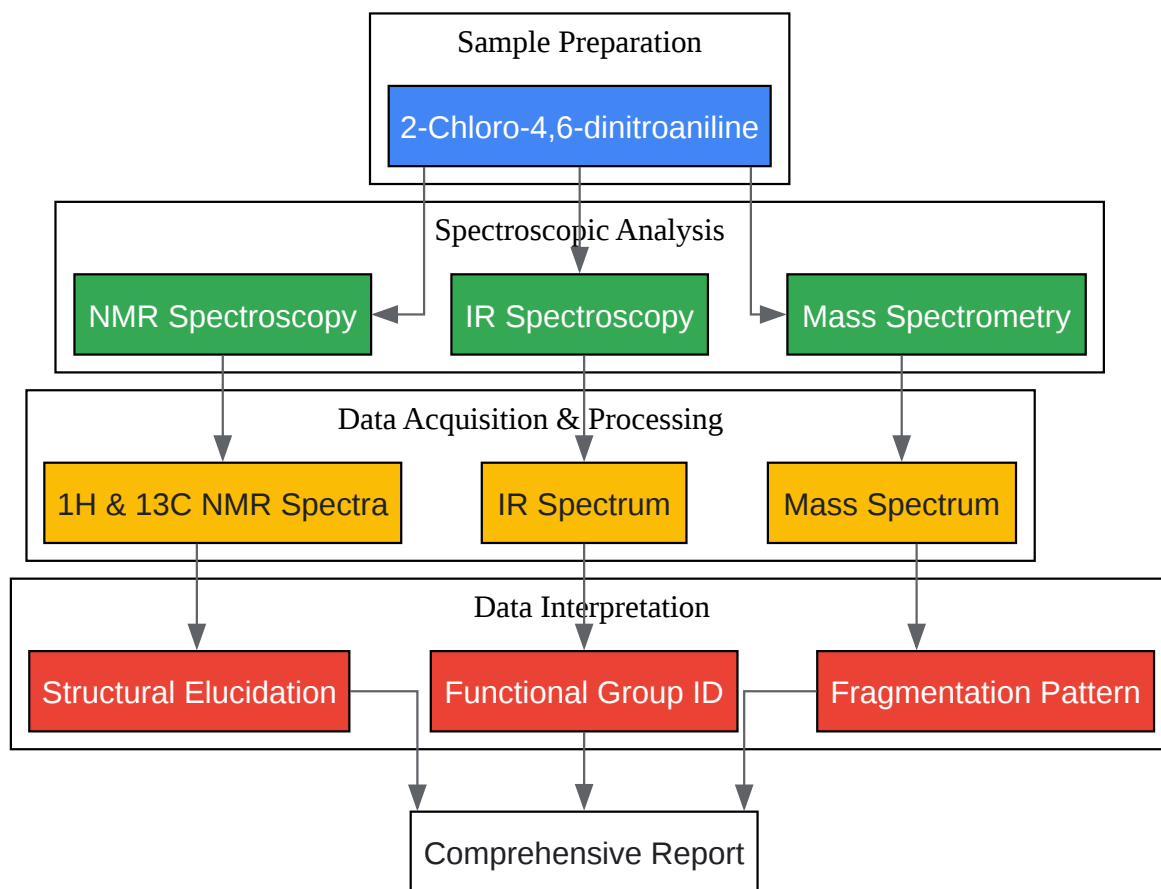 Sample Preparation
2-Chloro-4,6-dinitroaniline
Spectroscopic Analysis
NMR Spectroscopy
IR Spectroscopy
Mass Spectrometry
Data Acquisition & Processing
1H & 13C NMR Spectra
IR Spectrum
Mass Spectrum
Data Interpretation
Structural Elucidation
Functional Group ID
Fragmentation Pattern
Comprehensive Report